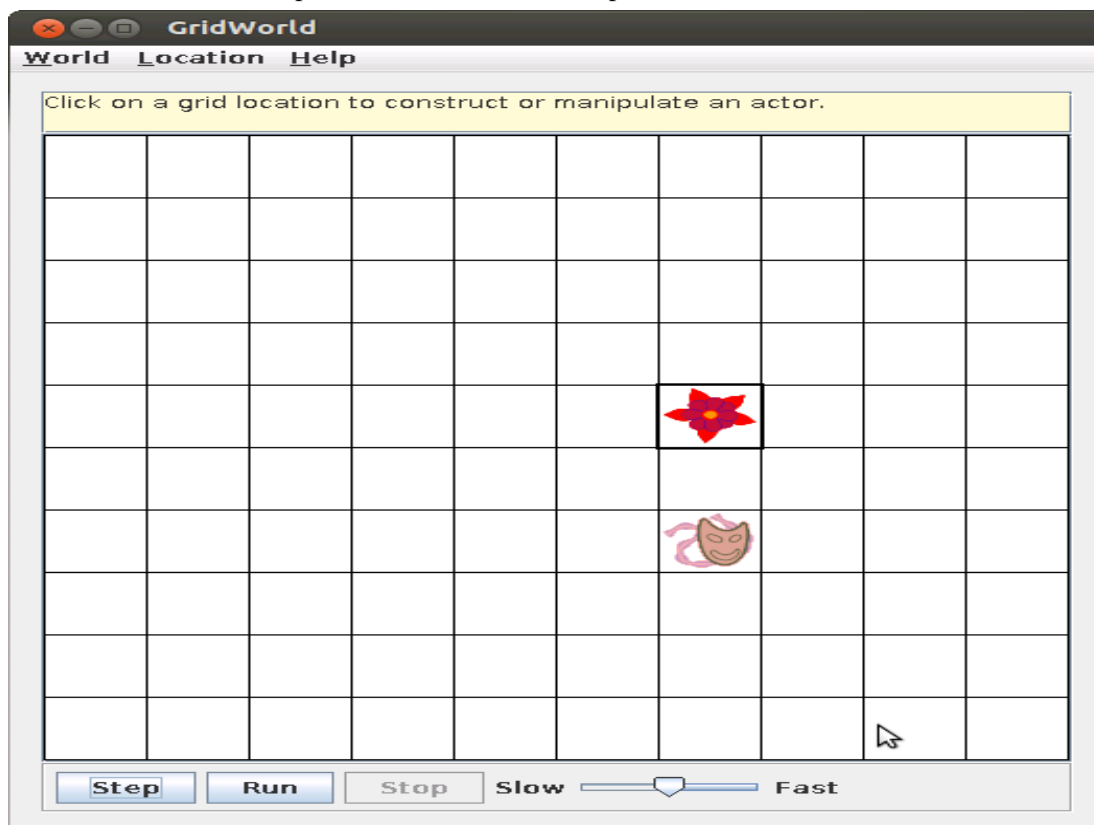 GridWorld
World Location Help
Click on a grid location to construct or manipulate an actor.
Step Run Stop Slow Fast